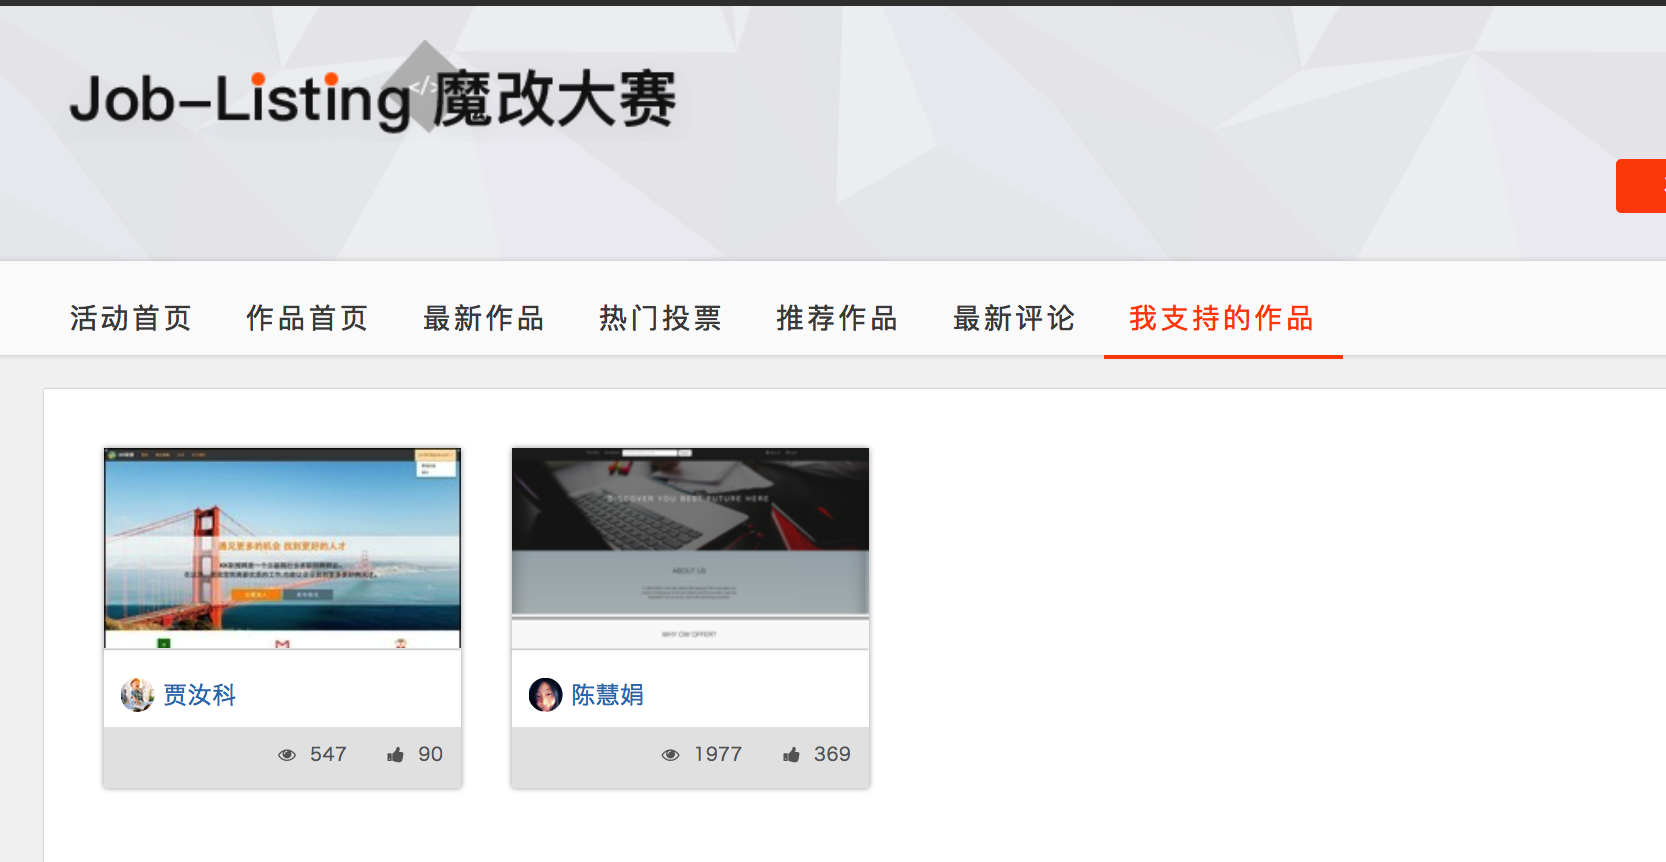 Job-Listing </> 魔改大赛
活动首页 作品首页 最新作品 热门投票 推荐作品 最新评论 我支持的作品
遇见更多的机会 找到更好的人才
DISCOVER YOU BEST FUTURE HERE
ABOUT US
WHY OW OFFER?
贾汝科
陈慧娟
547 90
1977 369